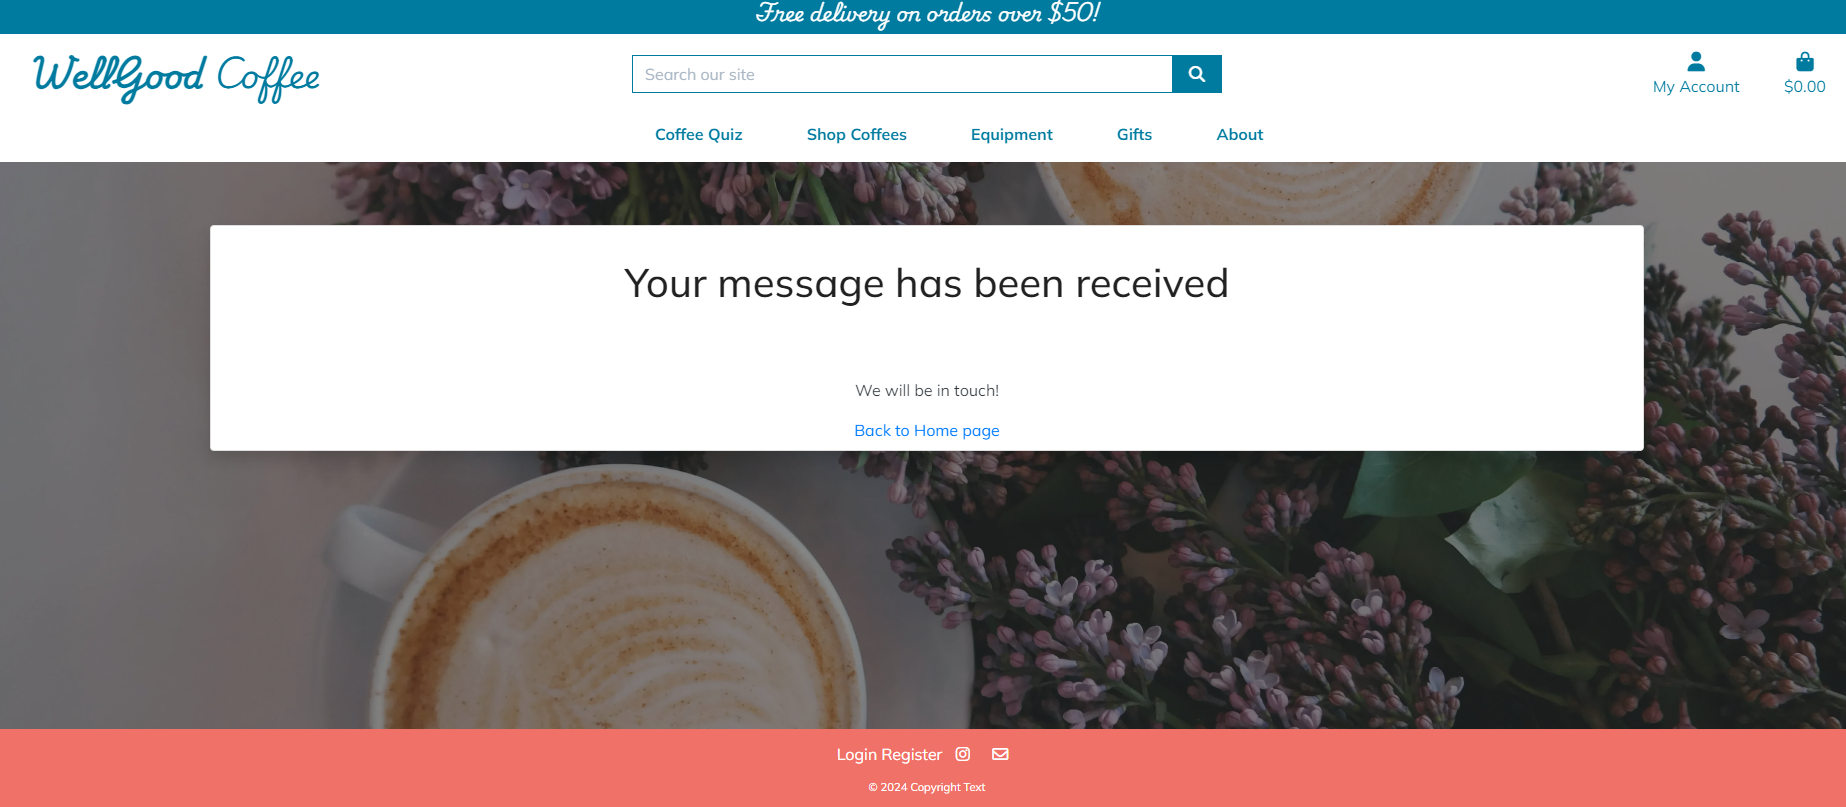 Free delivery on orders over $50!
WellGood Coffee
Search our site
My Account
$0.00
Coffee Quiz
Shop Coffees
Equipment
Gifts
About
Your message has been received
We will be in touch!
Back to Home page
Login Register
© 2024 Copyright Text